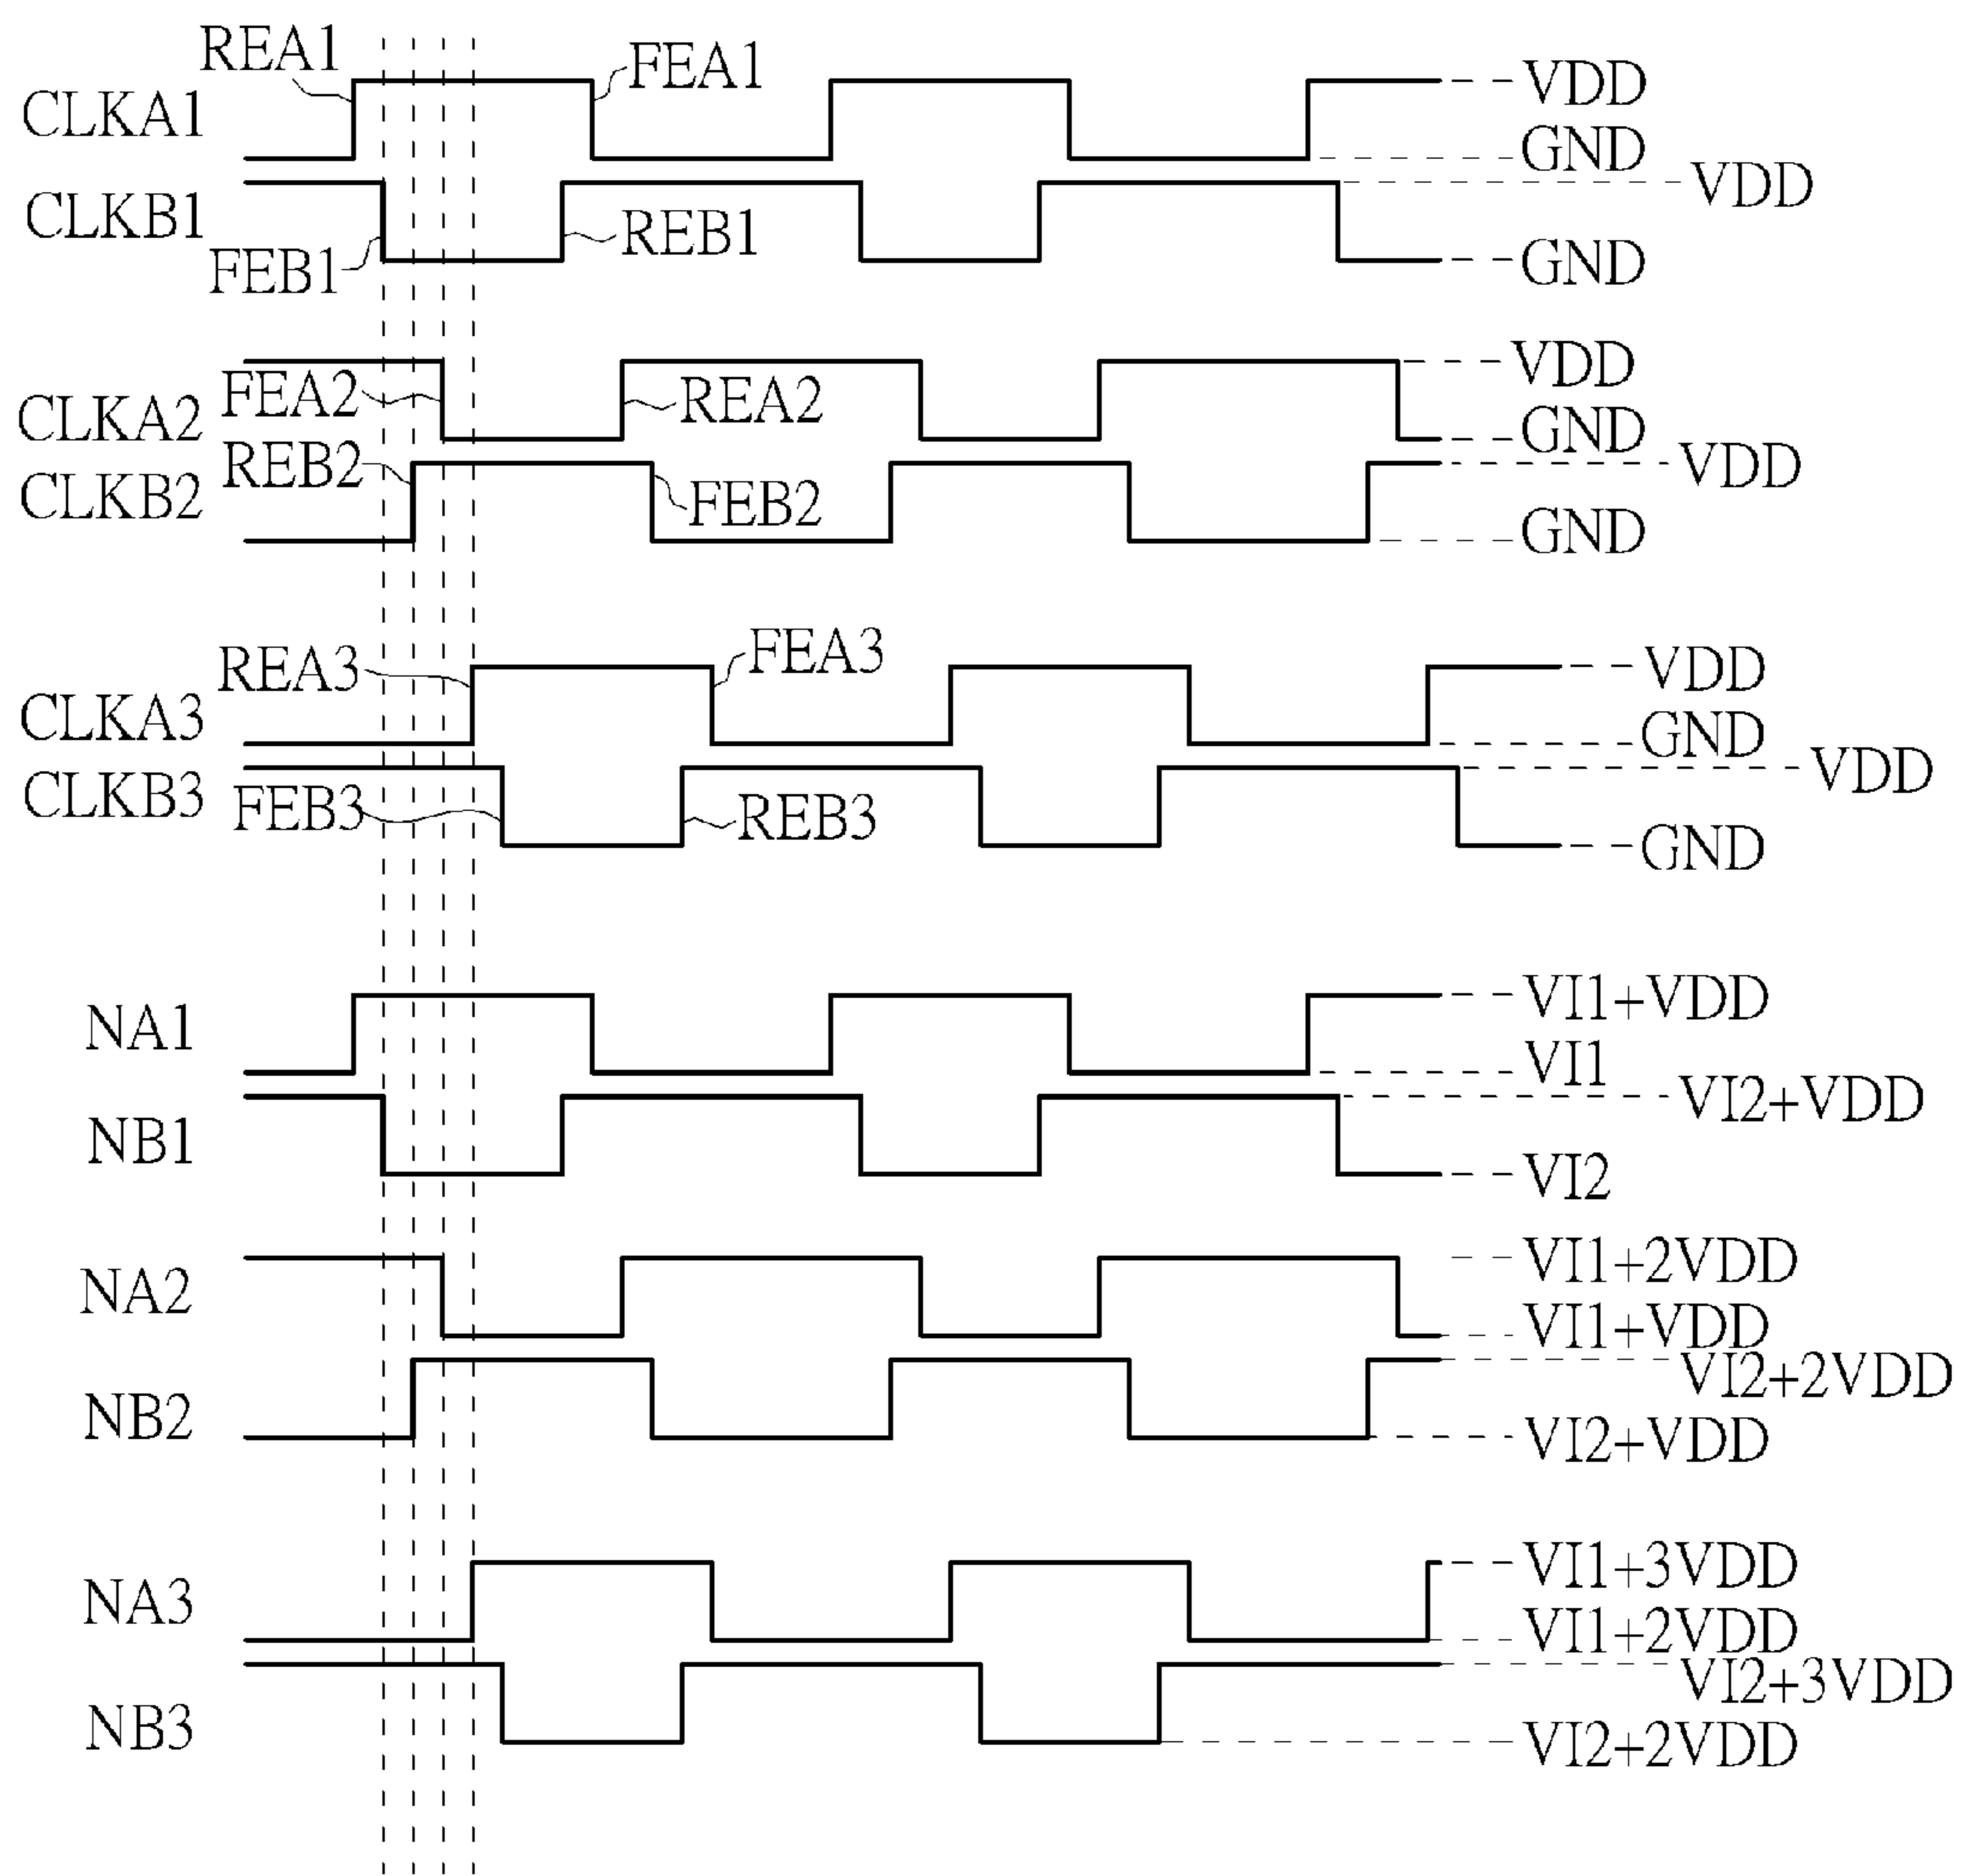 REA1
FEA1
CLKA1
VDD
GND
CLKB1
VDD
REB1
FEB1
GND
VDD
FEA2
REA2
CLKA2
GND
REB2
VDD
CLKB2
FEB2
GND
REA3
FEA3
VDD
CLKA3
GND
VDD
CLKB3
FEB3
REB3
GND
VI1+VDD
NA1
VI1
VI2+VDD
NB1
VI2
VI1+2VDD
NA2
VI1+VDD
VI2+2VDD
NB2
VI2+VDD
VI1+3VDD
NA3
VI1+2VDD
VI2+3VDD
NB3
VI2+2VDD